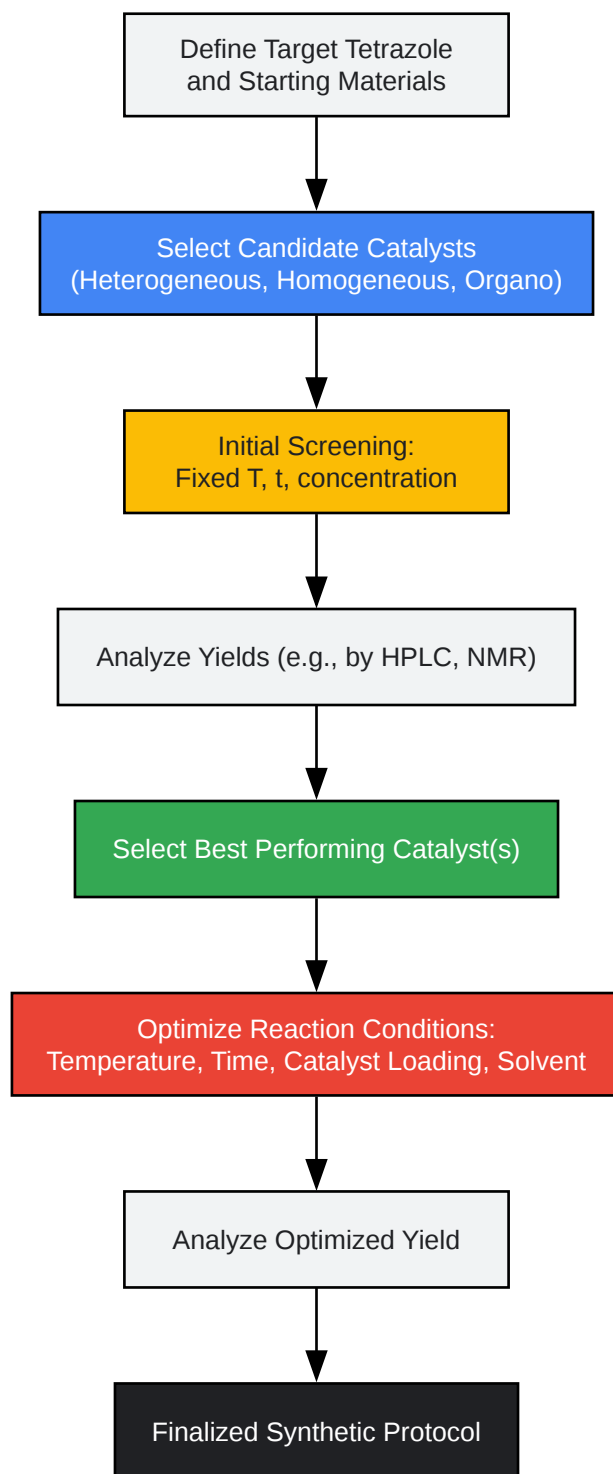 Define Target Tetrazole
and Starting Materials
Select Candidate Catalysts
(Heterogeneous, Homogeneous, Organo)
Initial Screening:
Fixed T, t, concentration
Analyze Yields (e.g., by HPLC, NMR)
Select Best Performing Catalyst(s)
Optimize Reaction Conditions:
Temperature, Time, Catalyst Loading, Solvent
Analyze Optimized Yield
Finalized Synthetic Protocol